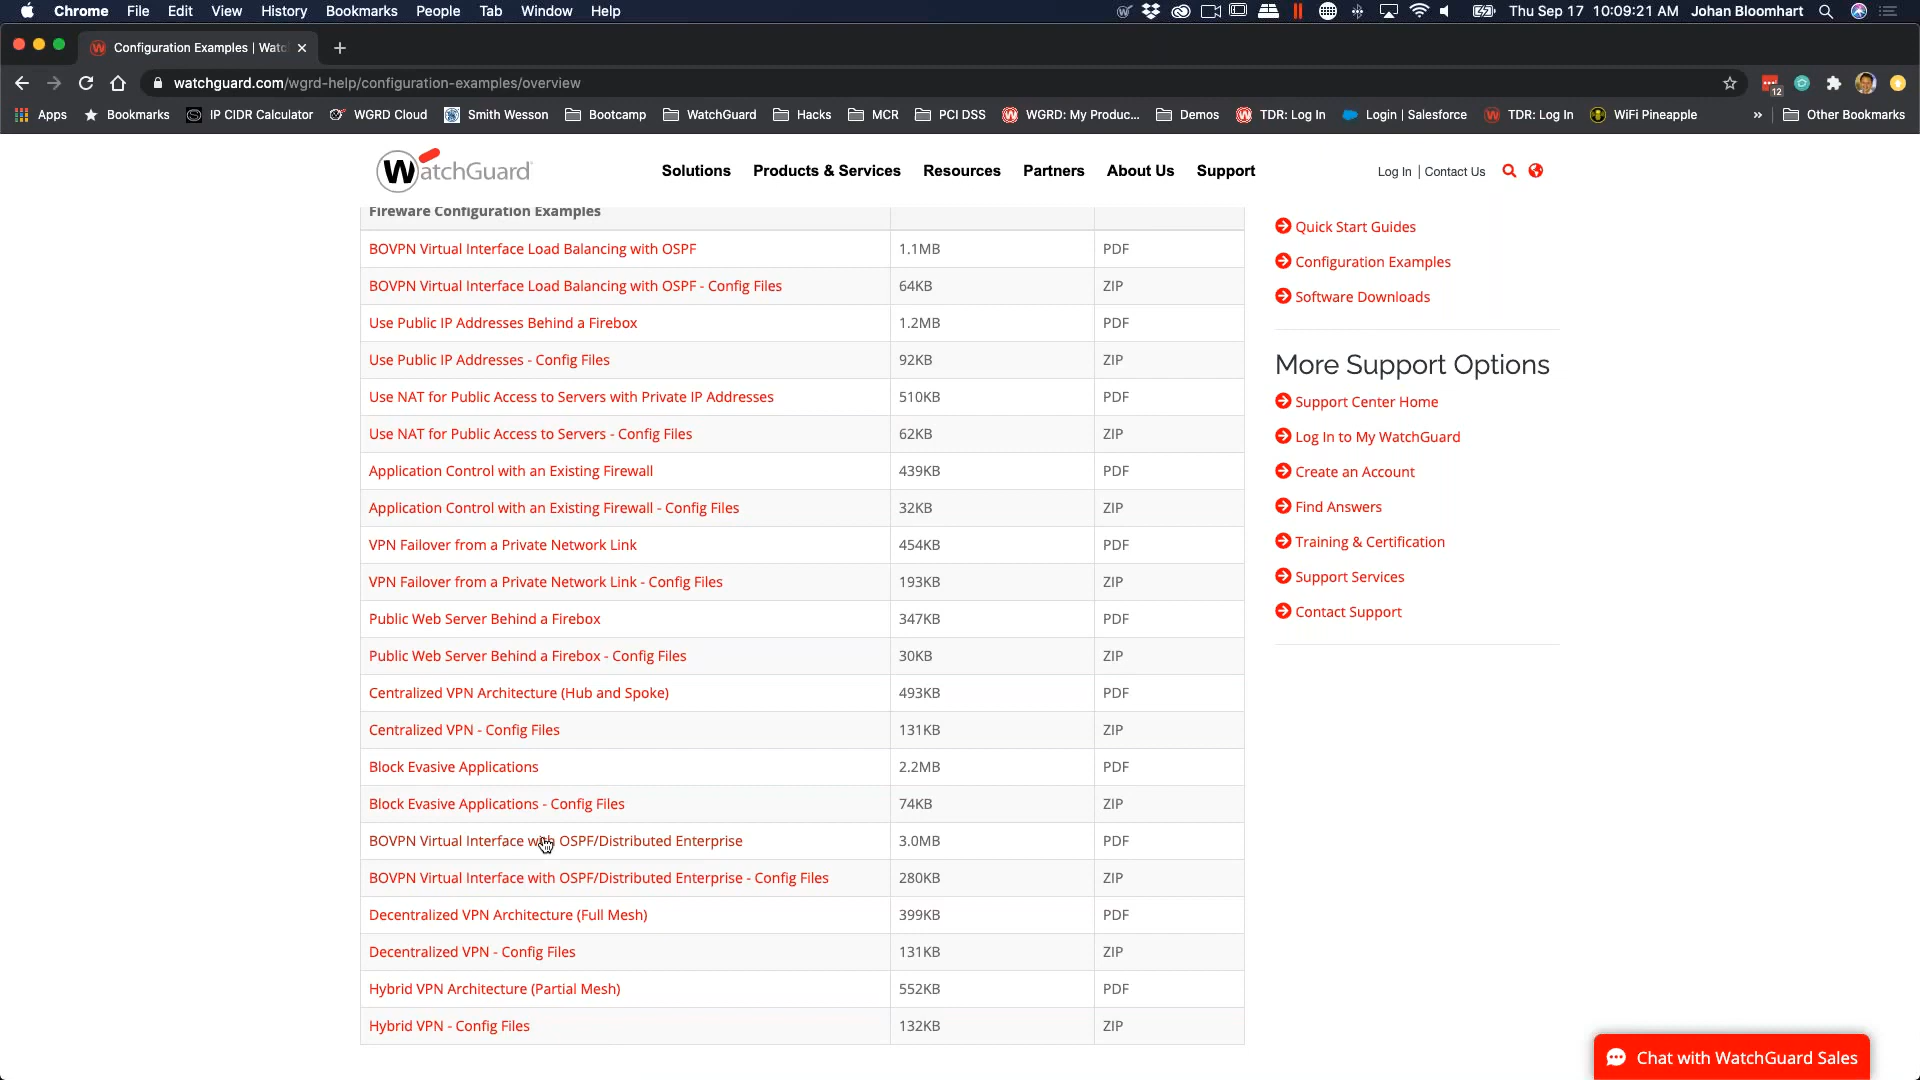 Chrome File Edit View History Bookmarks People Tab Window Help Thu Sep 17 10:09:21 AM Johan Bloomhart
Configuration Examples | Watc
watchguard.com/wgrd-help/configuration-examples/overview 12
Apps Bookmarks IP CIDR Calculator WGRD Cloud Smith Wesson Bootcamp WatchGuard Hacks MCR PCI DSS WGRD: My Produc... Demos TDR: Log In Login | Salesforce TDR: Log In WiFi Pineapple » Other Bookmarks
WatchGuard Solutions Products & Services Resources Partners About Us Support Log In | Contact Us
Fireware Configuration Examples
BOVPN Virtual Interface Load Balancing with OSPF 1.1MB PDF
BOVPN Virtual Interface Load Balancing with OSPF - Config Files 64KB ZIP
Use Public IP Addresses Behind a Firebox 1.2MB PDF
Use Public IP Addresses - Config Files 92KB ZIP
Use NAT for Public Access to Servers with Private IP Addresses 510KB PDF
Use NAT for Public Access to Servers - Config Files 62KB ZIP
Application Control with an Existing Firewall 439KB PDF
Application Control with an Existing Firewall - Config Files 32KB ZIP
VPN Failover from a Private Network Link 454KB PDF
VPN Failover from a Private Network Link - Config Files 193KB ZIP
Public Web Server Behind a Firebox 347KB PDF
Public Web Server Behind a Firebox - Config Files 30KB ZIP
Centralized VPN Architecture (Hub and Spoke) 493KB PDF
Centralized VPN - Config Files 131KB ZIP
Block Evasive Applications 2.2MB PDF
Block Evasive Applications - Config Files 74KB ZIP
BOVPN Virtual Interface with OSPF/Distributed Enterprise 3.0MB PDF
BOVPN Virtual Interface with OSPF/Distributed Enterprise - Config Files 280KB ZIP
Decentralized VPN Architecture (Full Mesh) 399KB PDF
Decentralized VPN - Config Files 131KB ZIP
Hybrid VPN Architecture (Partial Mesh) 552KB PDF
Hybrid VPN - Config Files 132KB ZIP
Quick Start Guides
Configuration Examples
Software Downloads
More Support Options
Support Center Home
Log In to My WatchGuard
Create an Account
Find Answers
Training & Certification
Support Services
Contact Support
Chat with WatchGuard Sales